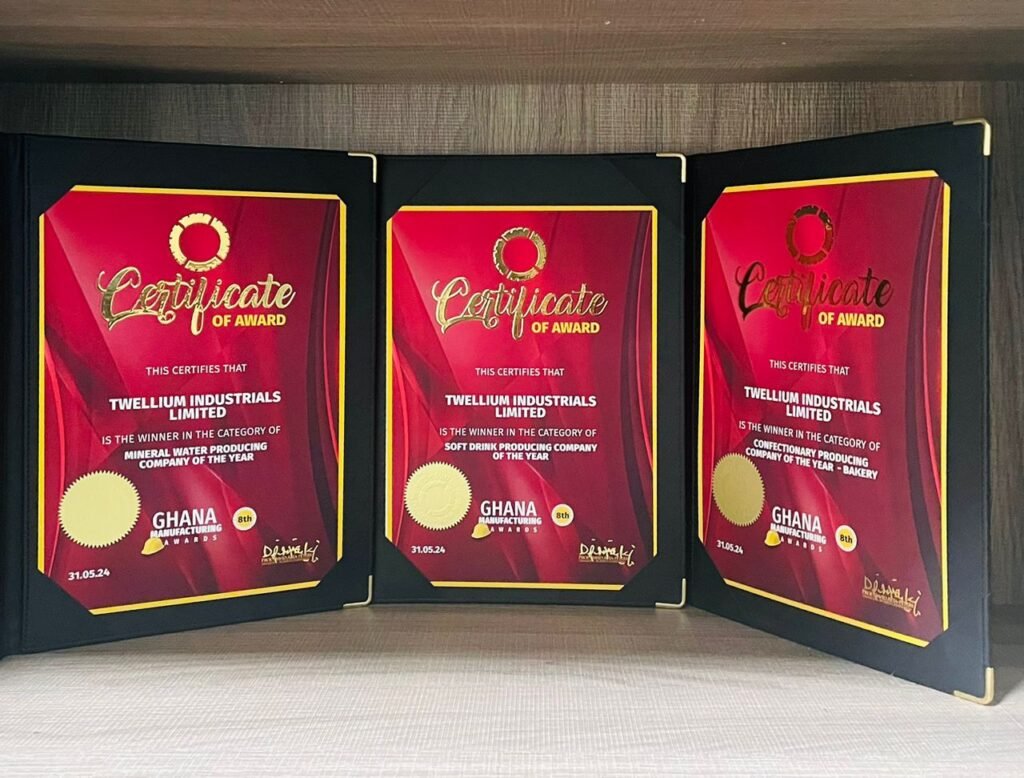 Certificate
OF AWARD
THIS CERTIFIES THAT
TWELLIUM INDUSTRIALS
LIMITED
IS THE WINNER IN THE CATEGORY OF
MINERAL WATER PRODUCING
COMPANY OF THE YEAR
GHANA
MANUFACTURING
AWARDS
8th
31.05.24
Certificate
OF AWARD
THIS CERTIFIES THAT
TWELLIUM INDUSTRIALS
LIMITED
IS THE WINNER IN THE CATEGORY OF
SOFT DRINK PRODUCING COMPANY
OF THE YEAR
GHANA
MANUFACTURING
AWARDS
8th
31.05.24
Certificate
OF AWARD
THIS CERTIFIES THAT
TWELLIUM INDUSTRIALS
LIMITED
IS THE WINNER IN THE CATEGORY OF
CONFECTIONARY PRODUCING
COMPANY OF THE YEAR - BAKERY
GHANA
MANUFACTURING
AWARDS
8th
31.05.24